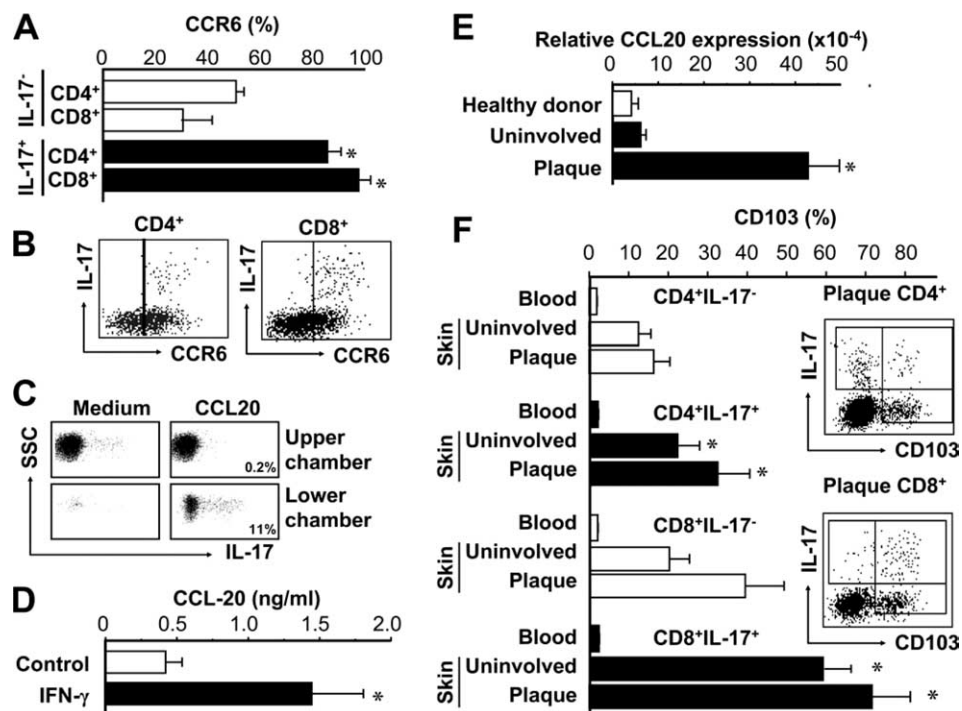 A
CCR6 (%)
0 20 40 60 80 100
IL-17⁻
CD4⁺
CD8⁺
IL-17⁺
CD4⁺ *
CD8⁺ *
B
CD4⁺ CD8⁺
IL-17 IL-17
CCR6 CCR6
C
Medium CCL20
SSC
Upper
chamber
0.2%
Lower
chamber
11%
IL-17
D
CCL-20 (ng/ml)
0 0.5 1.5 2.0
Control
IFN-γ *
E
Relative CCL20 expression (x10⁻⁴)
0 10 20 30 40 50
Healthy donor
Uninvolved
Plaque *
F
CD103 (%)
0 10 20 30 40 50 60 70 80
Blood CD4⁺IL-17⁻
Skin
Uninvolved
Plaque
Blood CD4⁺IL-17⁺
Skin
Uninvolved *
Plaque *
Blood CD8⁺IL-17⁻
Skin
Uninvolved
Plaque
Blood CD8⁺IL-17⁺
Skin
Uninvolved *
Plaque *
Plaque CD4⁺
IL-17
CD103
Plaque CD8⁺
IL-17
CD103